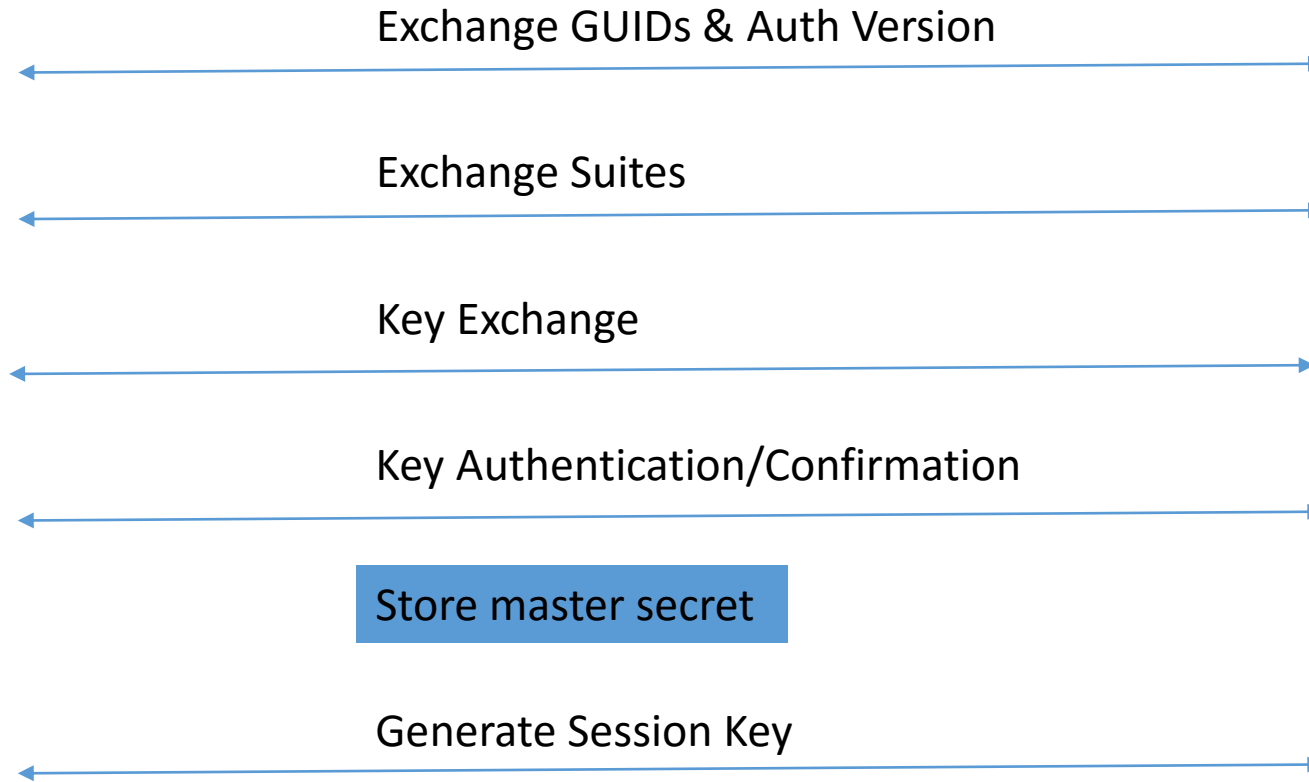 Exchange GUIDs & Auth Version
Exchange Suites
Key Exchange
Key Authentication/Confirmation
Store master secret
Generate Session Key